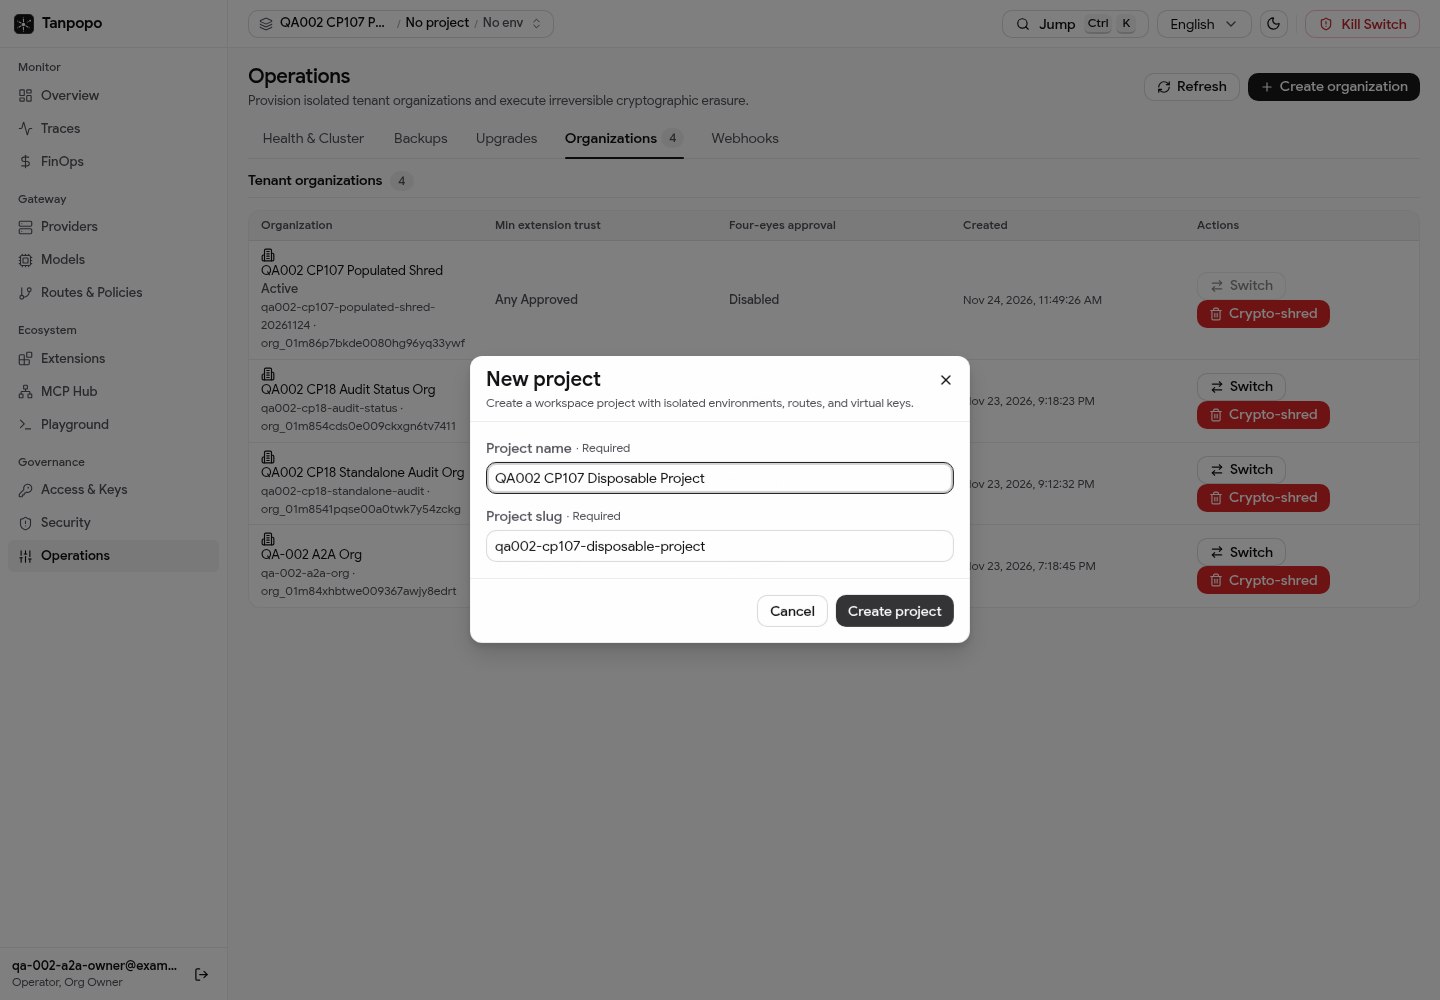 Tanpopo
QA002 CP107 P... / No project / No env
Jump Ctrl K
English
Kill Switch
Monitor
Overview
Traces
FinOps
Gateway
Providers
Models
Routes & Policies
Ecosystem
Extensions
MCP Hub
Playground
Governance
Access & Keys
Security
Operations
qa-002-a2a-owner@exam...
Operator, Org Owner
Operations
Provision isolated tenant organizations and execute irreversible cryptographic erasure.
Refresh
Create organization
Health & Cluster
Backups
Upgrades
Organizations 4
Webhooks
Tenant organizations 4
Organization Min extension trust Four-eyes approval Created Actions
QA002 CP107 Populated Shred
Active
qa002-cp107-populated-shred-
20261124 ·
org_01m86p7bkde0080hg96yq33ywf
Any Approved
Disabled
Nov 24, 2026, 11:49:26 AM
Switch
Crypto-shred
QA002 CP18 Audit Status Org
qa002-cp18-audit-status ·
org_01m854cds0e009ckxgn6tv7411
Nov 23, 2026, 9:18:23 PM
Switch
Crypto-shred
QA002 CP18 Standalone Audit Org
qa002-cp18-standalone-audit ·
org_01m8541pqse00a0twk7y54zckg
Nov 23, 2026, 9:12:32 PM
Switch
Crypto-shred
QA-002 A2A Org
qa-002-a2a-org ·
org_01m84xhbtwe009367awjy8edrt
Nov 23, 2026, 7:18:45 PM
Switch
Crypto-shred
New project
Create a workspace project with isolated environments, routes, and virtual keys.
Project name · Required
QA002 CP107 Disposable Project
Project slug · Required
qa002-cp107-disposable-project
Cancel
Create project